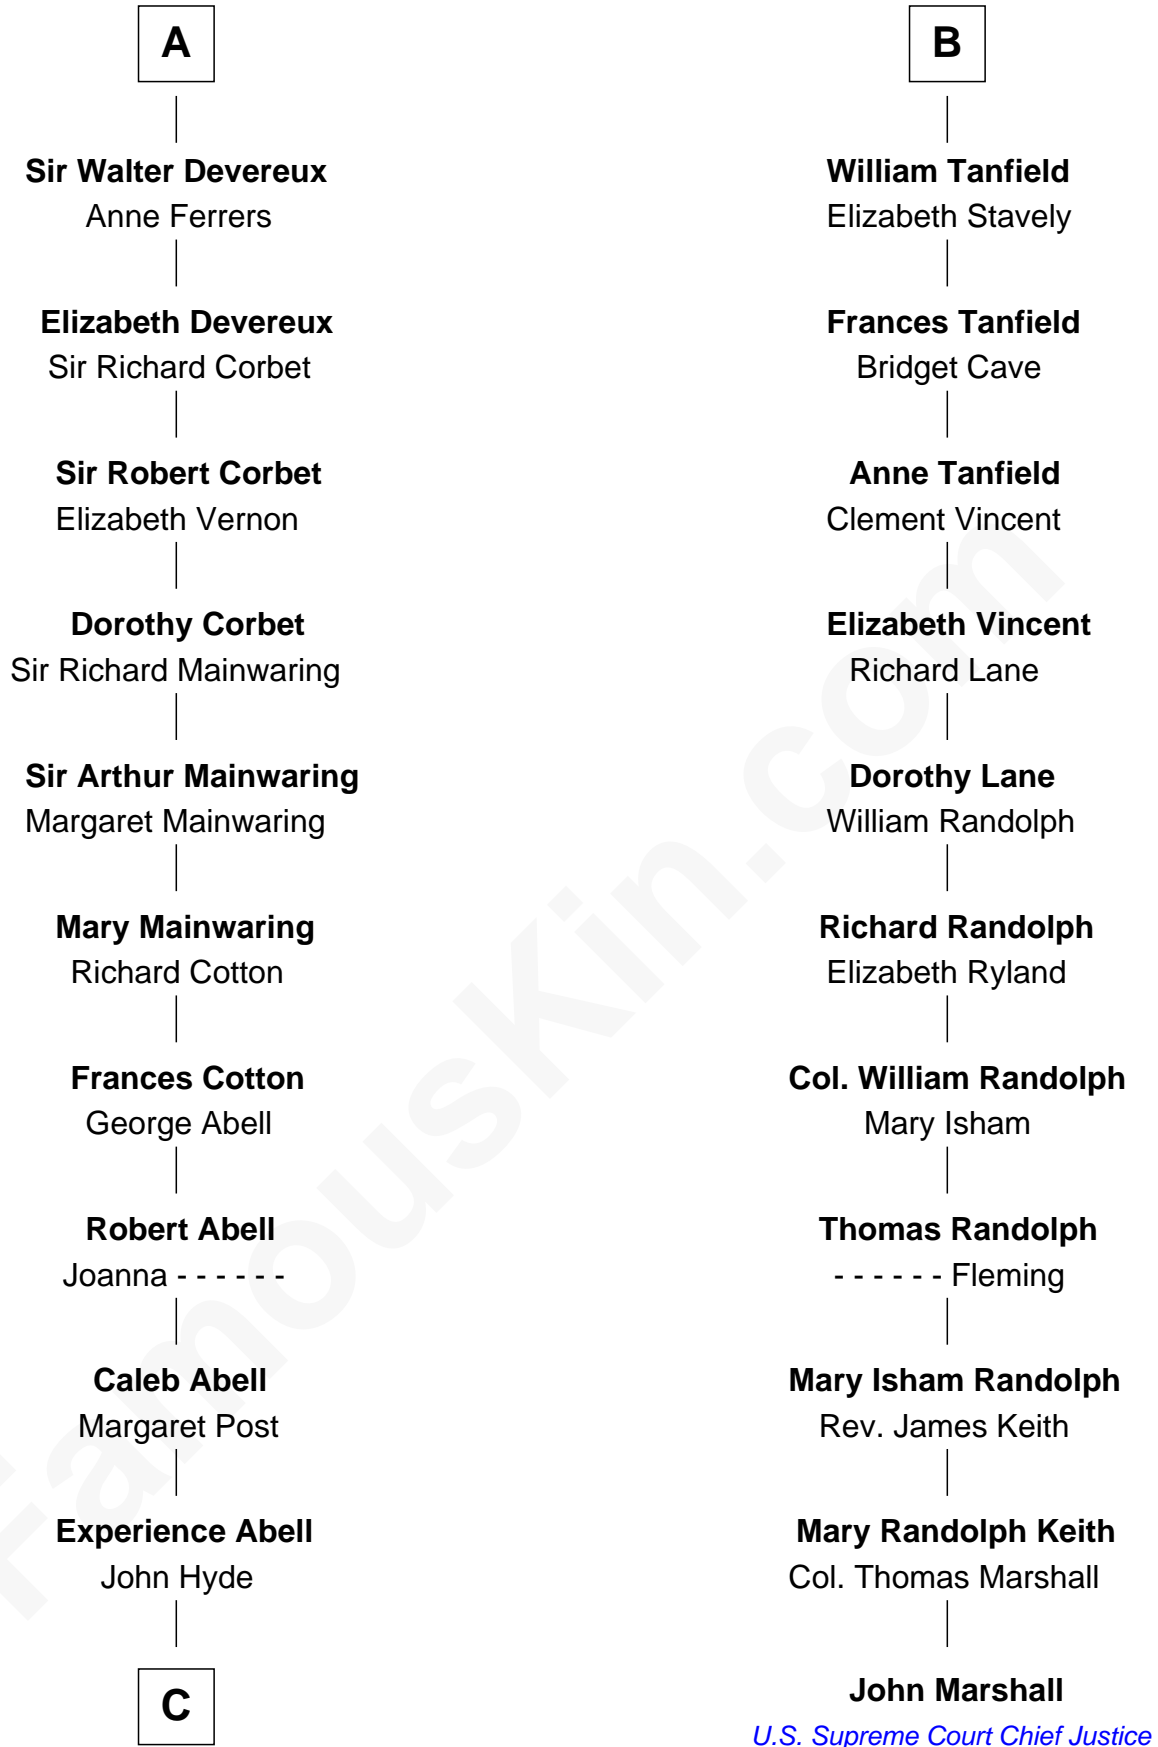 A
Sir Walter Devereux
Anne Ferrers
Elizabeth Devereux
Sir Richard Corbet
Sir Robert Corbet
Elizabeth Vernon
Dorothy Corbet
Sir Richard Mainwaring
Sir Arthur Mainwaring
Margaret Mainwaring
Mary Mainwaring
Richard Cotton
Frances Cotton
George Abell
Robert Abell
Joanna - - - - - -
Caleb Abell
Margaret Post
Experience Abell
John Hyde
C
B
William Tanfield
Elizabeth Stavely
Frances Tanfield
Bridget Cave
Anne Tanfield
Clement Vincent
Elizabeth Vincent
Richard Lane
Dorothy Lane
William Randolph
Richard Randolph
Elizabeth Ryland
Col. William Randolph
Mary Isham
Thomas Randolph
- - - - - - Fleming
Mary Isham Randolph
Rev. James Keith
Mary Randolph Keith
Col. Thomas Marshall
John Marshall
U.S. Supreme Court Chief Justice
FamousKin.com